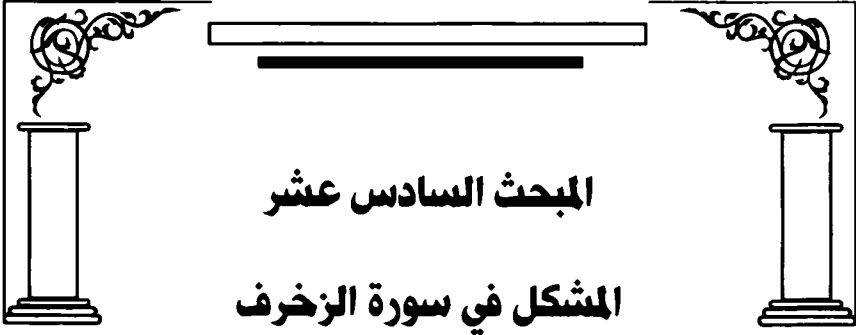 المبحث السادس عشر
المشكل في سورة الزخرف